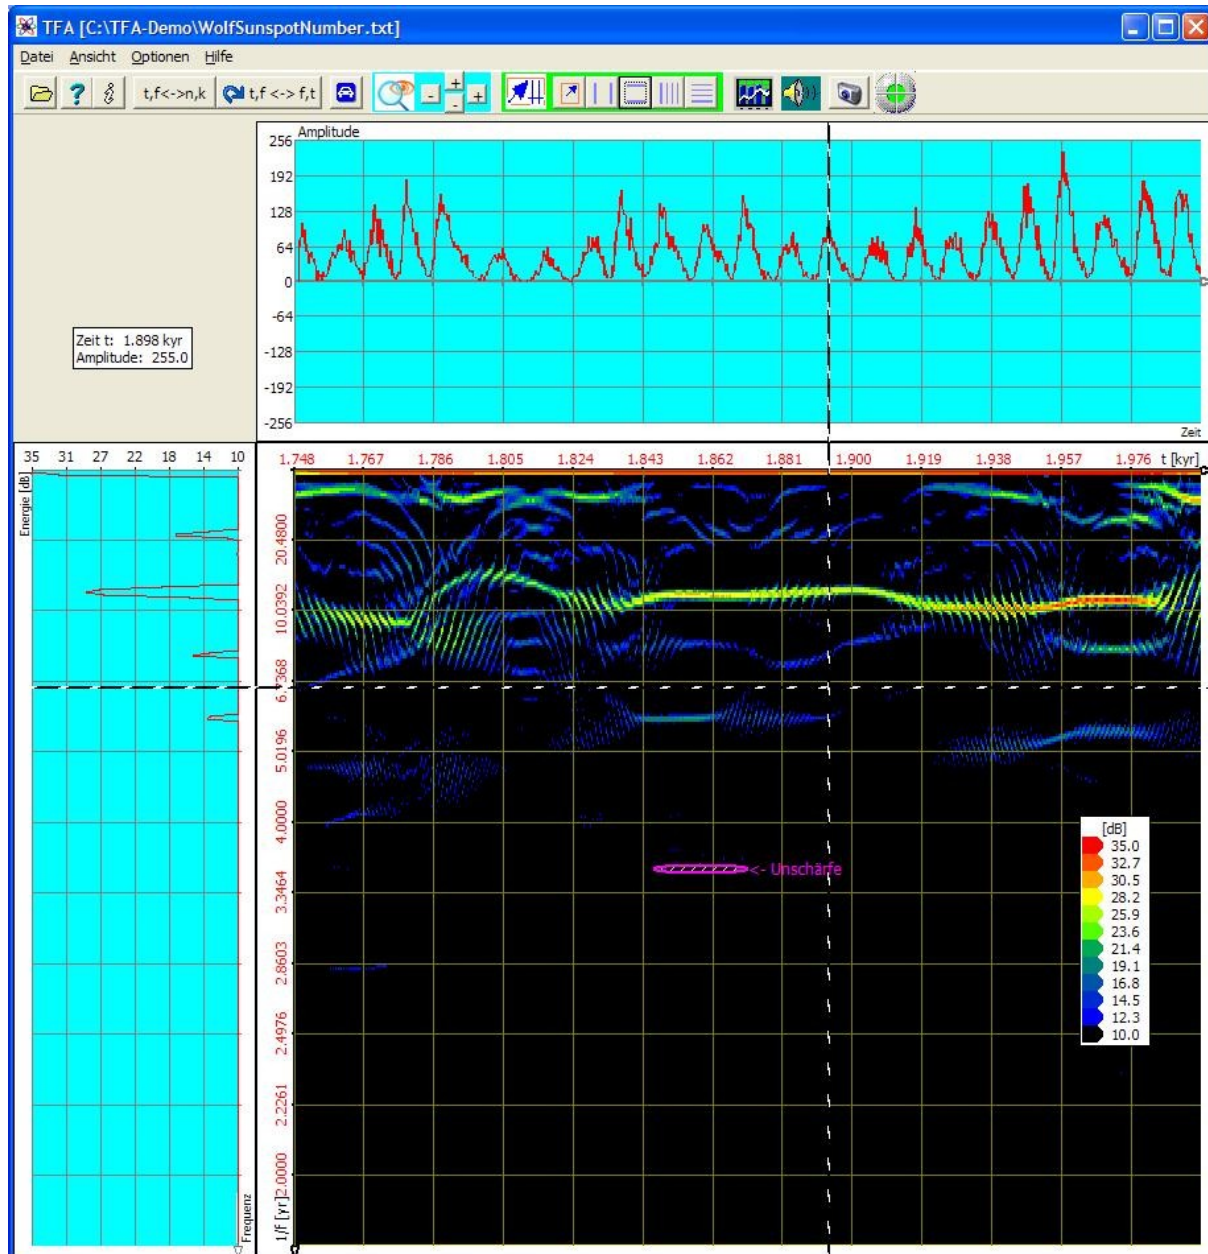 TFA [C:\TFA-Demo\WolfSunspotNumber.txt]
Datei Ansicht Optionen Hilfe
t,f<->n,k
t,f <-> f,t
Amplitude
256
192
128
64
0
-64
-128
-192
-256
Zeit
Zeit t: 1.898 kyr
Amplitude: 255.0
35 31 27 22 18 14 10
Energie [dB]
Frequenz
1.748 1.767 1.786 1.805 1.824 1.843 1.862 1.881 1.900 1.919 1.938 1.957 1.976 t [kyr]
20.4800
10.0392
6.7368
5.0196
4.0000
3.3464
2.8603
2.4976
2.2261
2.0000
1/f [yr]
<- Unschärfe
[dB]
35.0
32.7
30.5
28.2
25.9
23.6
21.4
19.1
16.8
14.5
12.3
10.0